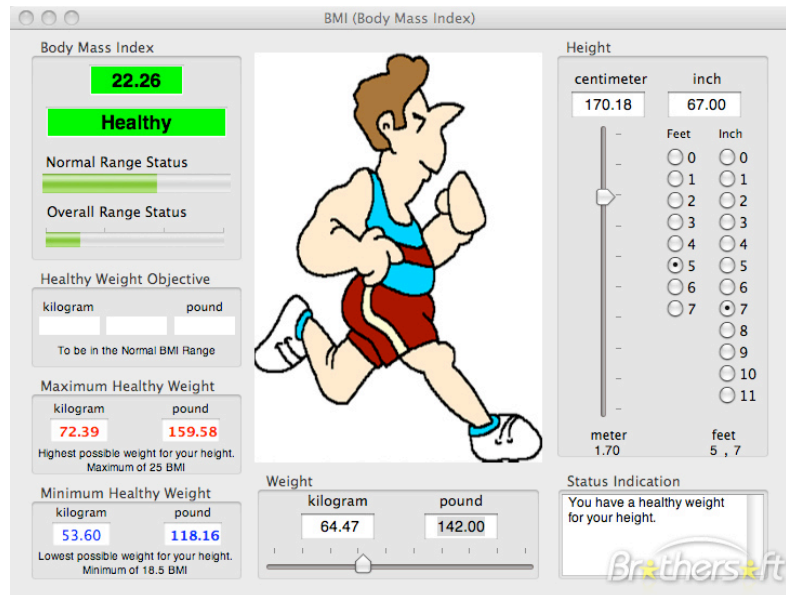 BMI (Body Mass Index)
Body Mass Index
22.26
Healthy
Normal Range Status
Overall Range Status
Healthy Weight Objective
kilogram pound
To be in the Normal BMI Range
Maximum Healthy Weight
kilogram pound
72.39 159.58
Highest possible weight for your height.
Maximum of 25 BMI
Minimum Healthy Weight
kilogram pound
53.60 118.16
Lowest possible weight for your height.
Minimum of 18.5 BMI
Weight
kilogram pound
64.47 142.00
Height
centimeter inch
170.18 67.00
Feet Inch
0 0
1 1
2 2
3 3
4 4
5 5
6 6
7 7
8
9
10
11
meter feet
1.70 5 , 7
Status Indication
You have a healthy weight
for your height.
Brothersoft